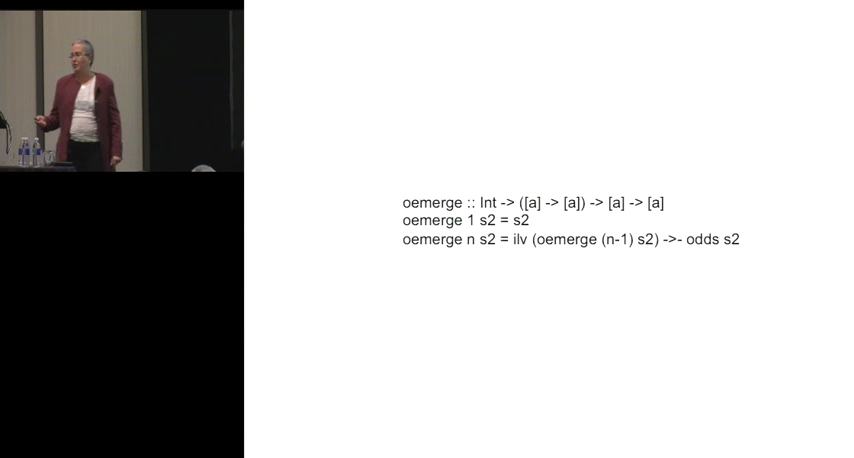 oemerge :: Int -> ([a] -> [a]) -> [a] -> [a]
oemerge 1 s2 = s2
oemerge n s2 = ilv (oemerge (n-1) s2) ->- odds s2